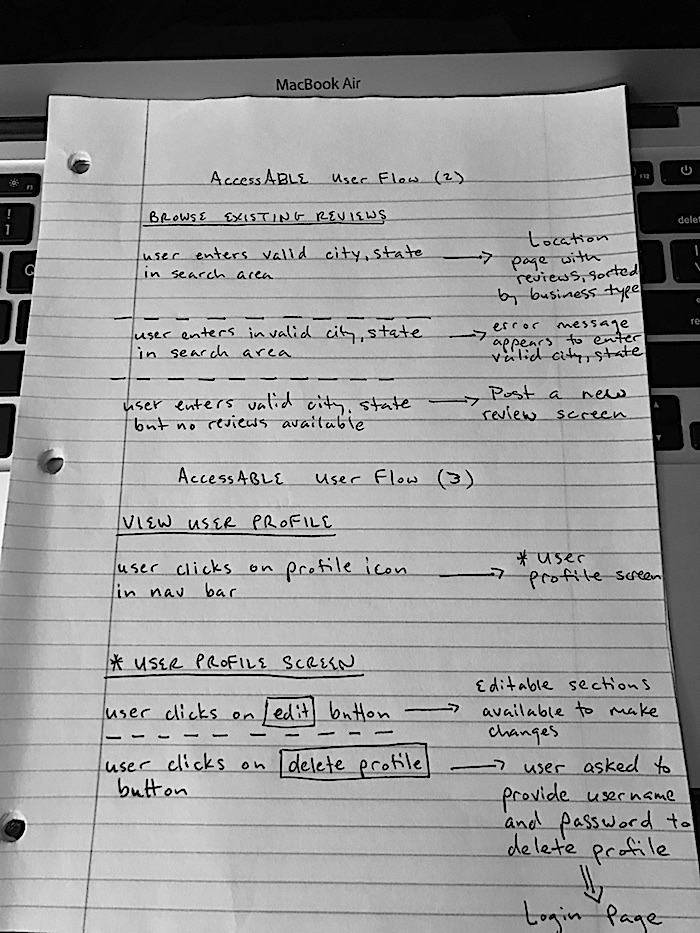 MacBook Air
AccessABLE User Flow (2)
BROWSE EXISTING REVIEWS
user enters valid city, state → Location
in search area page with
reviews, sorted
by business type
user enters invalid city, state → error message
in search area appears to enter
valid city, state
user enters valid city, state → Post a new
but no reviews available review screen
AccessABLE User Flow (3)
VIEW USER PROFILE
user clicks on profile icon → * user
in nav bar profile screen
* USER PROFILE SCREEN
user clicks on edit button → Editable sections
available to make
changes
user clicks on delete profile → user asked to
button provide username
and password to
delete profile
⇓
Login Page
F12
delet
!
1
Q